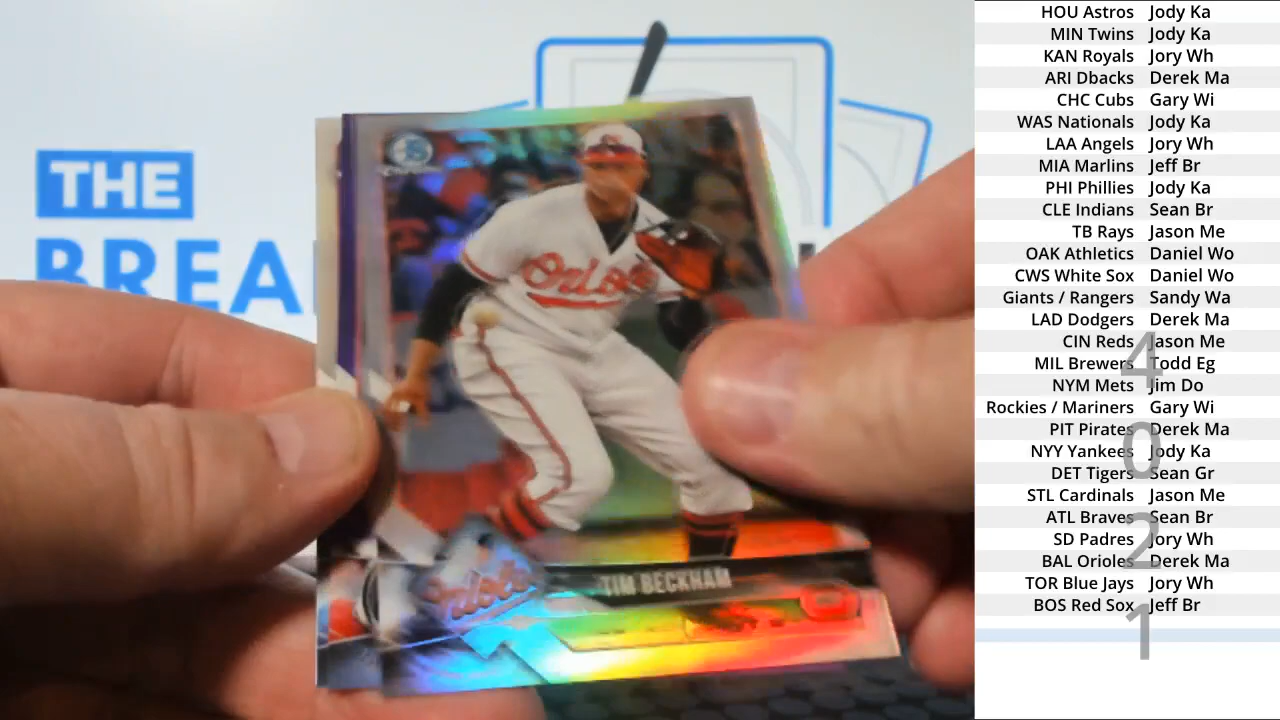 THE
BREA
Orioles
Orioles
TIM BECKHAM
HOU Astros Jody Ka
MIN Twins Jody Ka
KAN Royals Jory Wh
ARI Dbacks Derek Ma
CHC Cubs Gary Wi
WAS Nationals Jody Ka
LAA Angels Jory Wh
MIA Marlins Jeff Br
PHI Phillies Jody Ka
CLE Indians Sean Br
TB Rays Jason Me
OAK Athletics Daniel Wo
CWS White Sox Daniel Wo
Giants / Rangers Sandy Wa
LAD Dodgers Derek Ma
CIN Reds Jason Me
MIL Brewers Todd Eg
NYM Mets Jim Do
Rockies / Mariners Gary Wi
PIT Pirates Derek Ma
NYY Yankees Jody Ka
DET Tigers Sean Gr
STL Cardinals Jason Me
ATL Braves Sean Br
SD Padres Jory Wh
BAL Orioles Derek Ma
TOR Blue Jays Jory Wh
BOS Red Sox Jeff Br
4
0
2
1